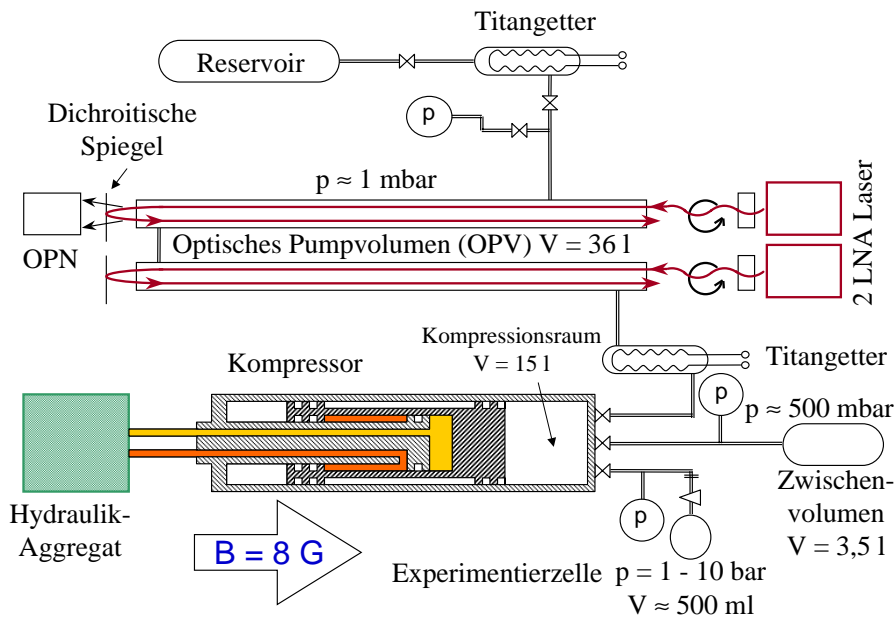 Titangetter
Reservoir
p
Dichroitische
Spiegel
p ≈ 1 mbar
OPN
Optisches Pumpvolumen (OPV) V = 36 l
2 LNA Laser
Kompressionsraum
V = 15 l
Kompressor
Titangetter
p
p ≈ 500 mbar
Zwischen-
volumen
V = 3,5 l
Hydraulik-
Aggregat
B = 8 G
p
Experimentierzelle
p = 1 - 10 bar
V ≈ 500 ml